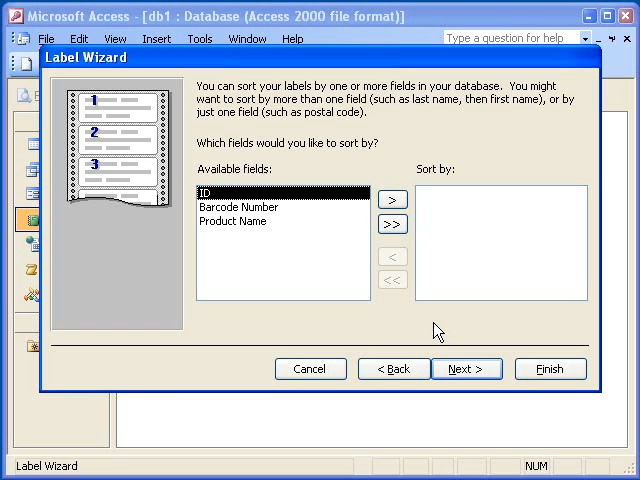 Microsoft Access - [db1 : Database (Access 2000 file format)]
File Edit View Insert Tools Window Help Type a question for help
Label Wizard
You can sort your labels by one or more fields in your database. You might
want to sort by more than one field (such as last name, then first name), or by
just one field (such as postal code).
1
2
3
Which fields would you like to sort by?
Available fields: Sort by:
ID
Barcode Number
Product Name
>
>>
<
<<
Cancel < Back Next > Finish
Label Wizard NUM